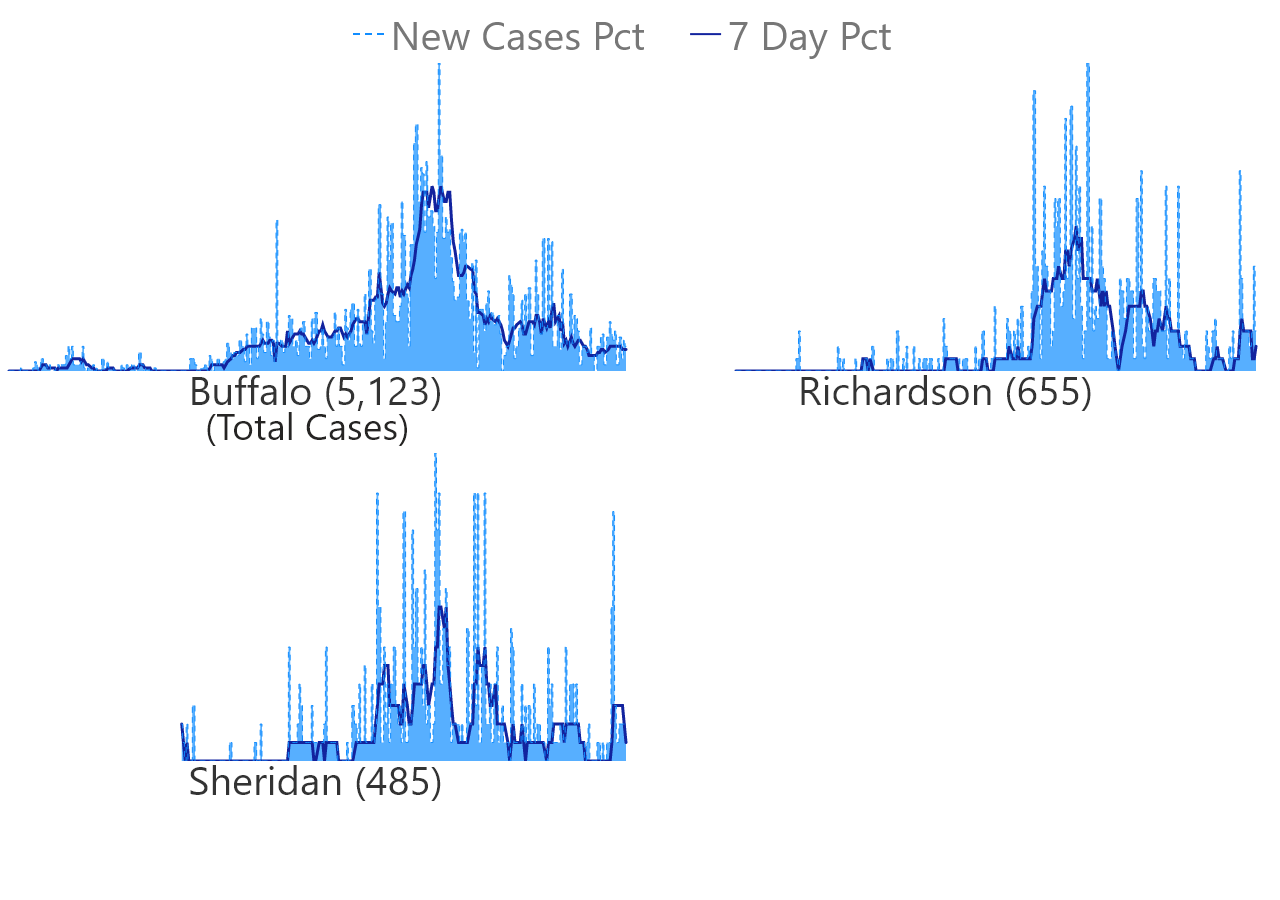 New Cases Pct 7 Day Pct
Buffalo (5,123)
(Total Cases)
Richardson (655)
Sheridan (485)